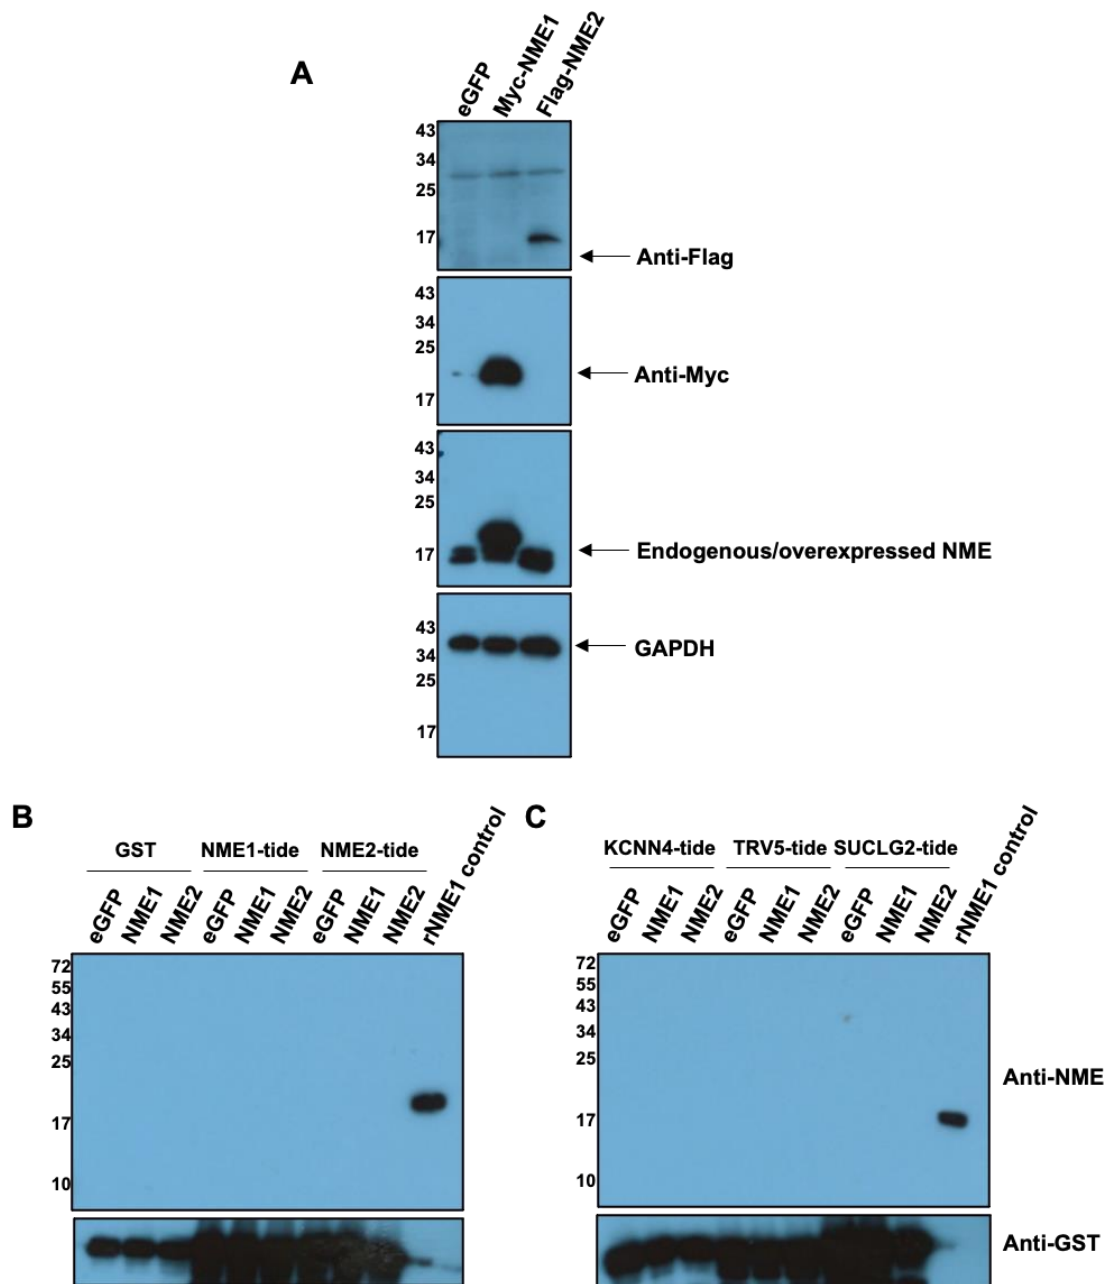 A
eGFP
Myc-NME1
Flag-NME2
43
34
25
17
Anti-Flag
43
34
25
17
Anti-Myc
43
34
25
17
Endogenous/overexpressed NME
43
34
25
17
GAPDH
B
GST NME1-tide NME2-tide
eGFP NME1 NME2 eGFP NME1 NME2 eGFP NME1 NME2 rNME1 control
72
55
43
34
25
17
10
C
KCNN4-tide TRV5-tide SUCLG2-tide
eGFP NME1 NME2 eGFP NME1 NME2 eGFP NME1 NME2 rNME1 control
72
55
43
34
25
17
10
Anti-NME
Anti-GST